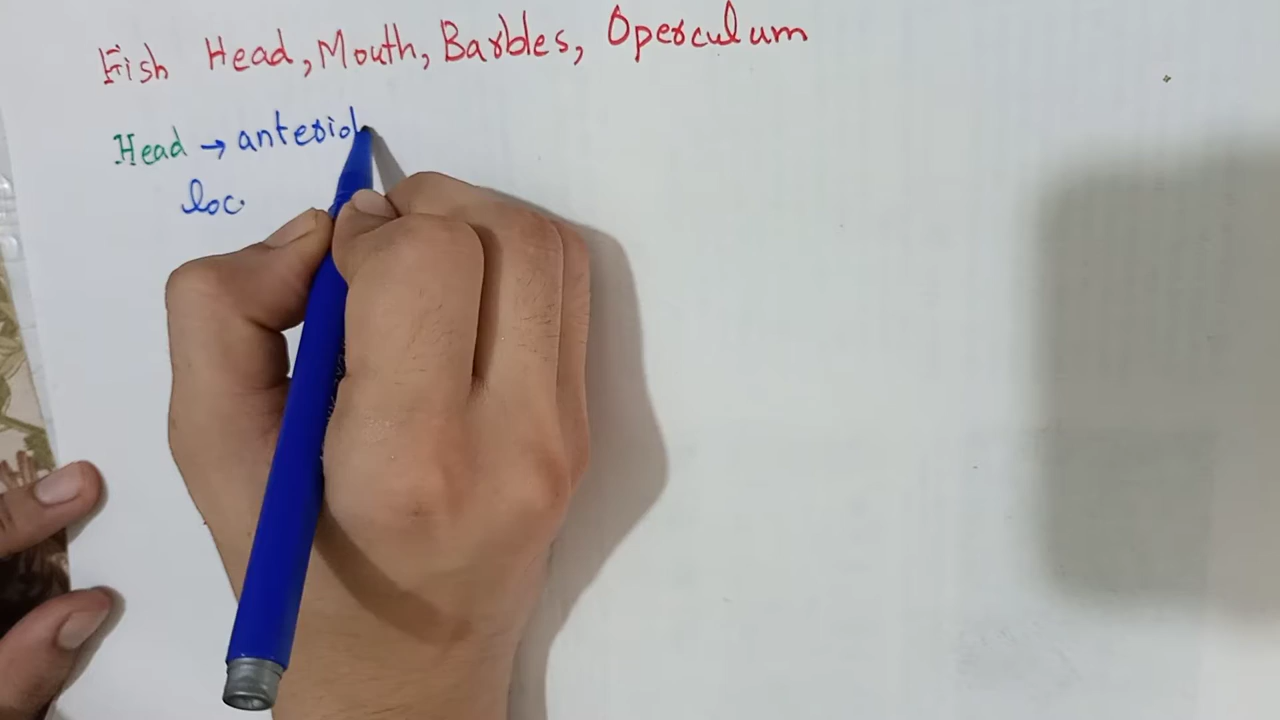 Fish Head, Mouth, Barbles, Operculum
Head → anterior
loc